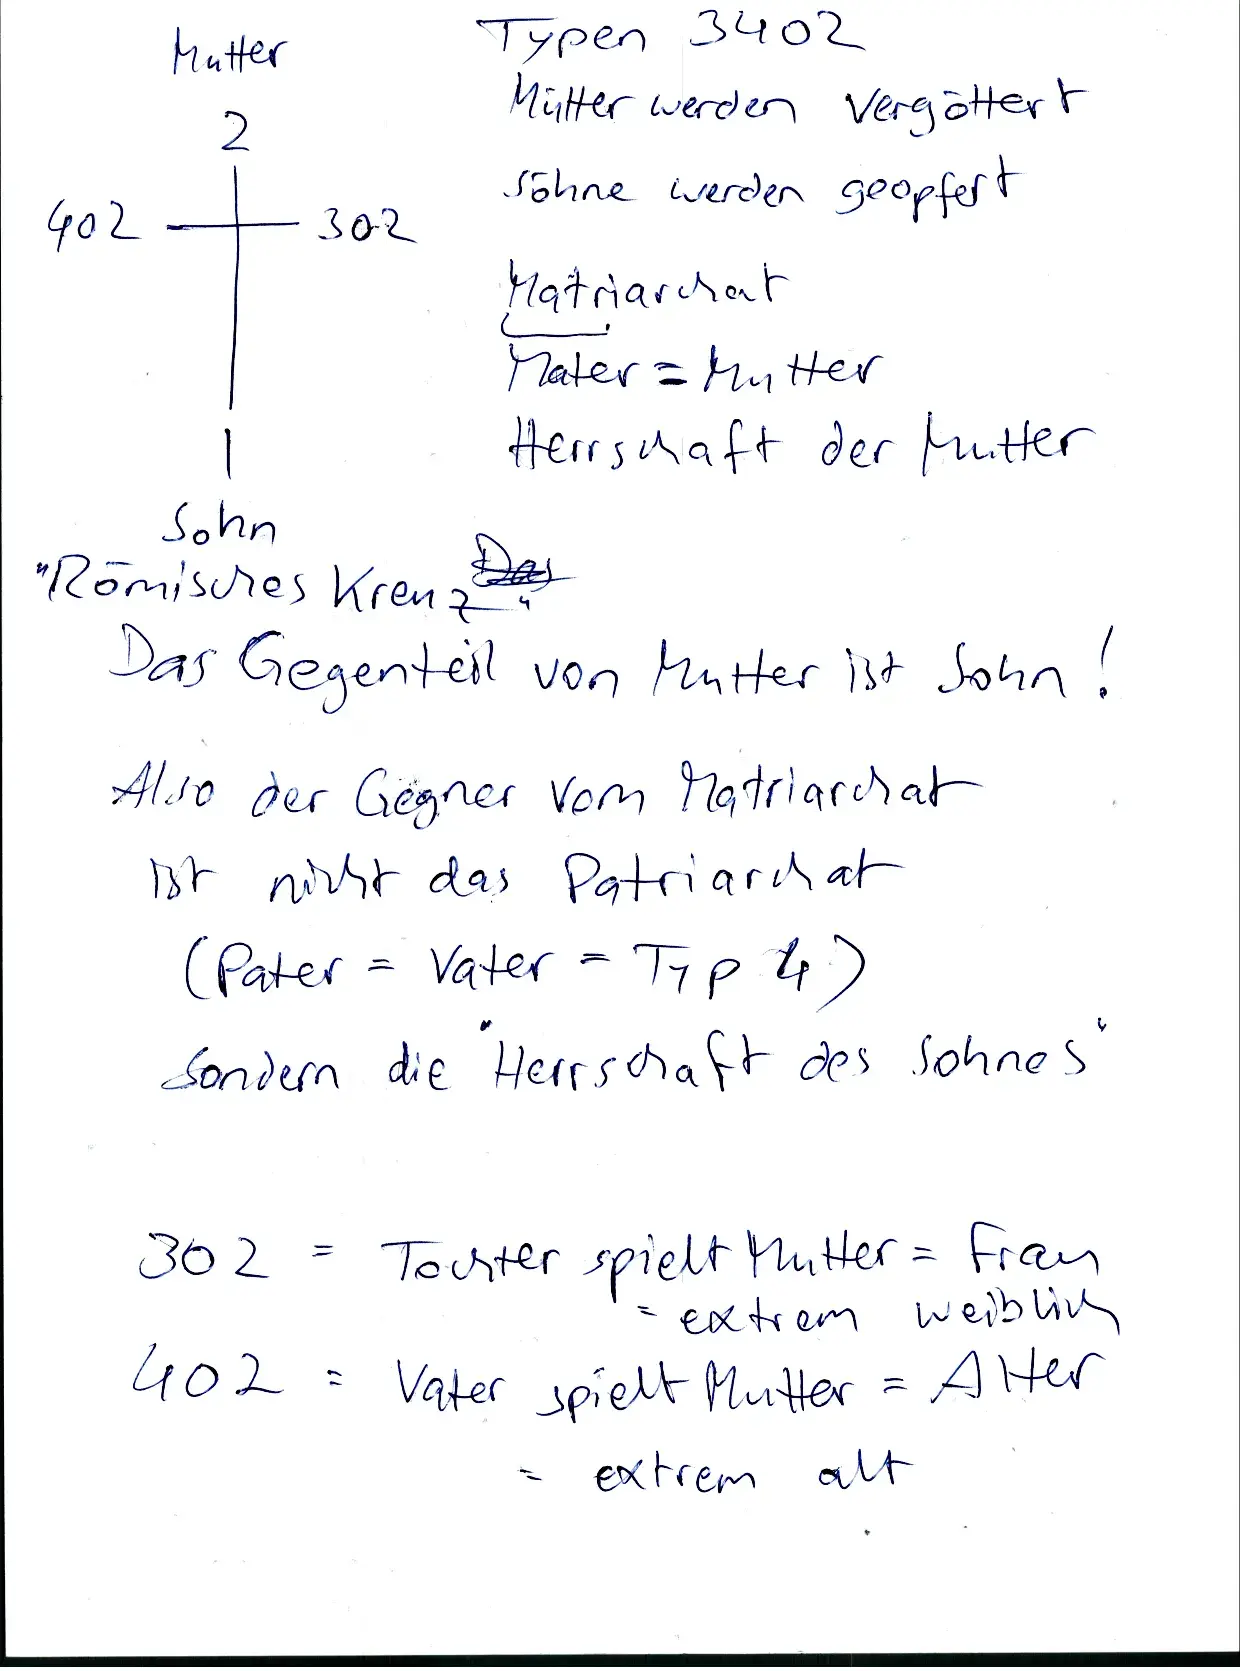 Mutter
2
402
302
1
Sohn
"Römisches Kreuz"
Typen 3402
Mütter werden vergöttert
Söhne werden geopfert
Matriarchat
Mater = Mutter
Herrschaft der Mutter
Das Gegenteil von Mutter ist Sohn!
Also der Gegner vom Matriarchat
ist nicht das Patriarchat
(Pater = Vater = Typ 4)
sondern die "Herrschaft des Sohnes"
302 = Tochter spielt Mutter = Frau
= extrem weiblich
402 = Vater spielt Mutter = Alter
= extrem alt